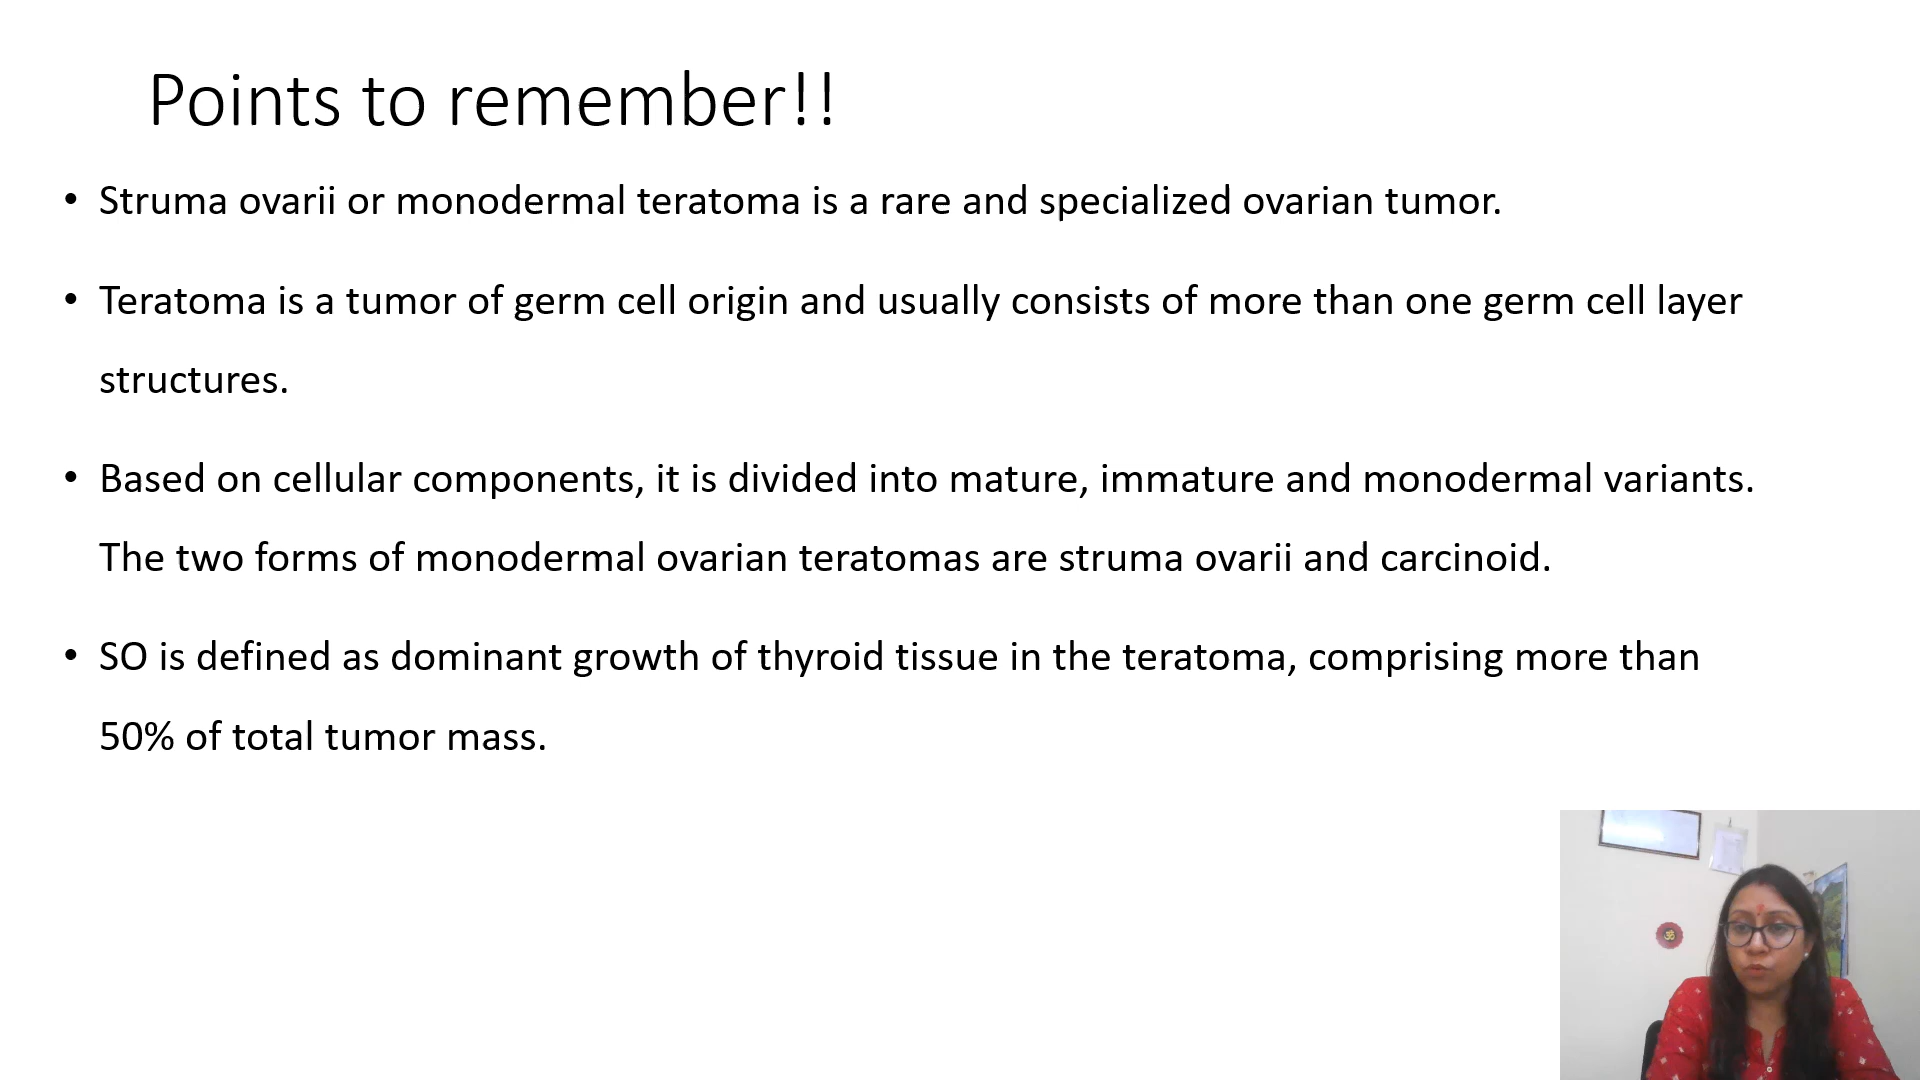 Points to remember!!
• Struma ovarii or monodermal teratoma is a rare and specialized ovarian tumor.
• Teratoma is a tumor of germ cell origin and usually consists of more than one germ cell layer
structures.
• Based on cellular components, it is divided into mature, immature and monodermal variants.
The two forms of monodermal ovarian teratomas are struma ovarii and carcinoid.
• SO is defined as dominant growth of thyroid tissue in the teratoma, comprising more than
50% of total tumor mass.
ॐ